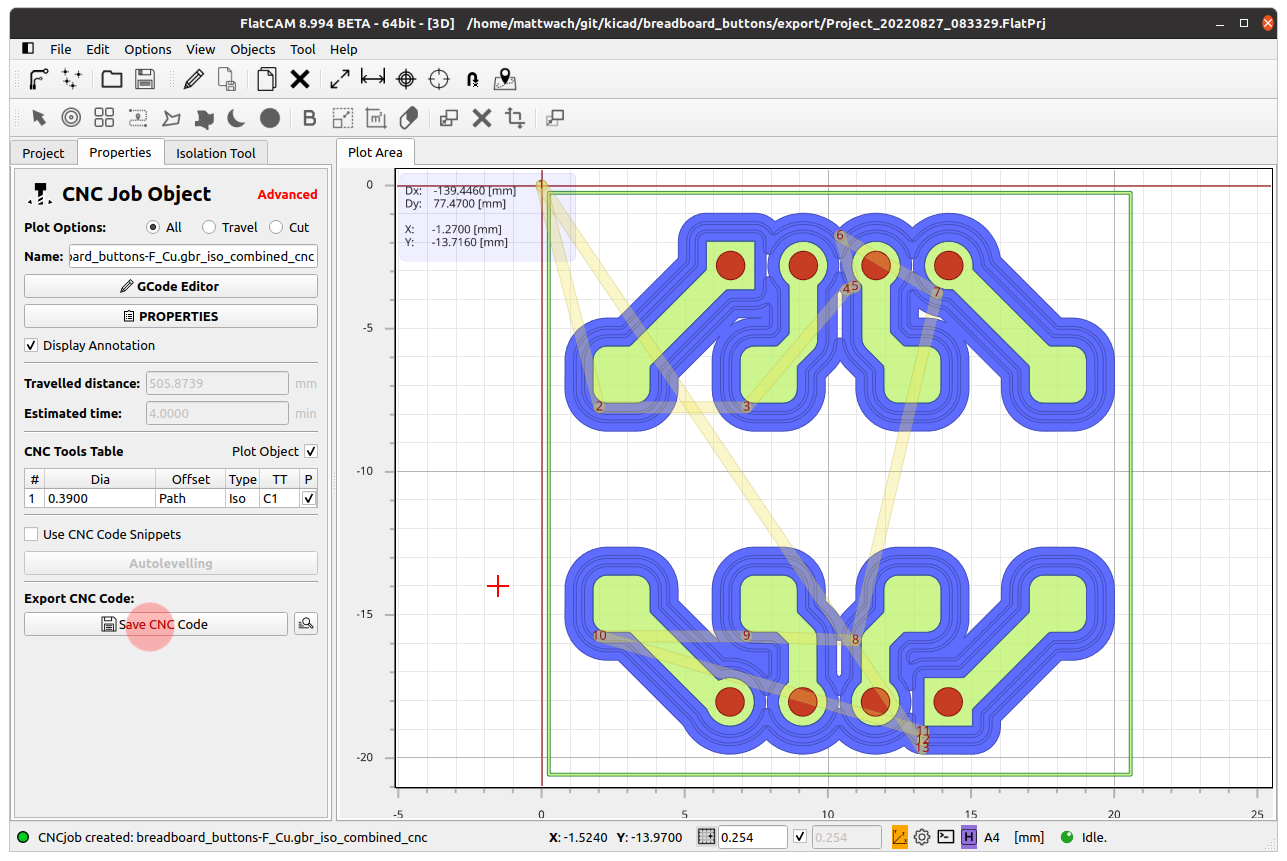 FlatCAM 8.994 BETA - 64bit - [3D] /home/mattwach/git/kicad/breadboard_buttons/export/Project_20220827_083329.FlatPrj
File Edit Options View Objects Tool Help
B
m²
Project Properties Isolation Tool
Plot Area
CNC Job Object Advanced
Plot Options: All Travel Cut
Name: ard_buttons-F_Cu.gbr_iso_combined_cnc
GCode Editor
PROPERTIES
Display Annotation
Travelled distance: 505.8739 mm
Estimated time: 4.0000 min
CNC Tools Table Plot Object
# Dia Offset Type TT P
1 0.3900 Path Iso C1
Use CNC Code Snippets
Autolevelling
Export CNC Code:
Save CNC Code
Dx: -139.4460 [mm]
Dy: 77.4700 [mm]
X: -1.2700 [mm]
Y: -13.7160 [mm]
0
-5
-10
-15
-20
1
6
4 5 7
2 3
10 9 8
11
12
13
-5 0 5 10 15 20 25
CNCjob created: breadboard_buttons-F_Cu.gbr_iso_combined_cnc X: -1.5240 Y: -13.9700 0.254 0.254 H A4 [mm] Idle.